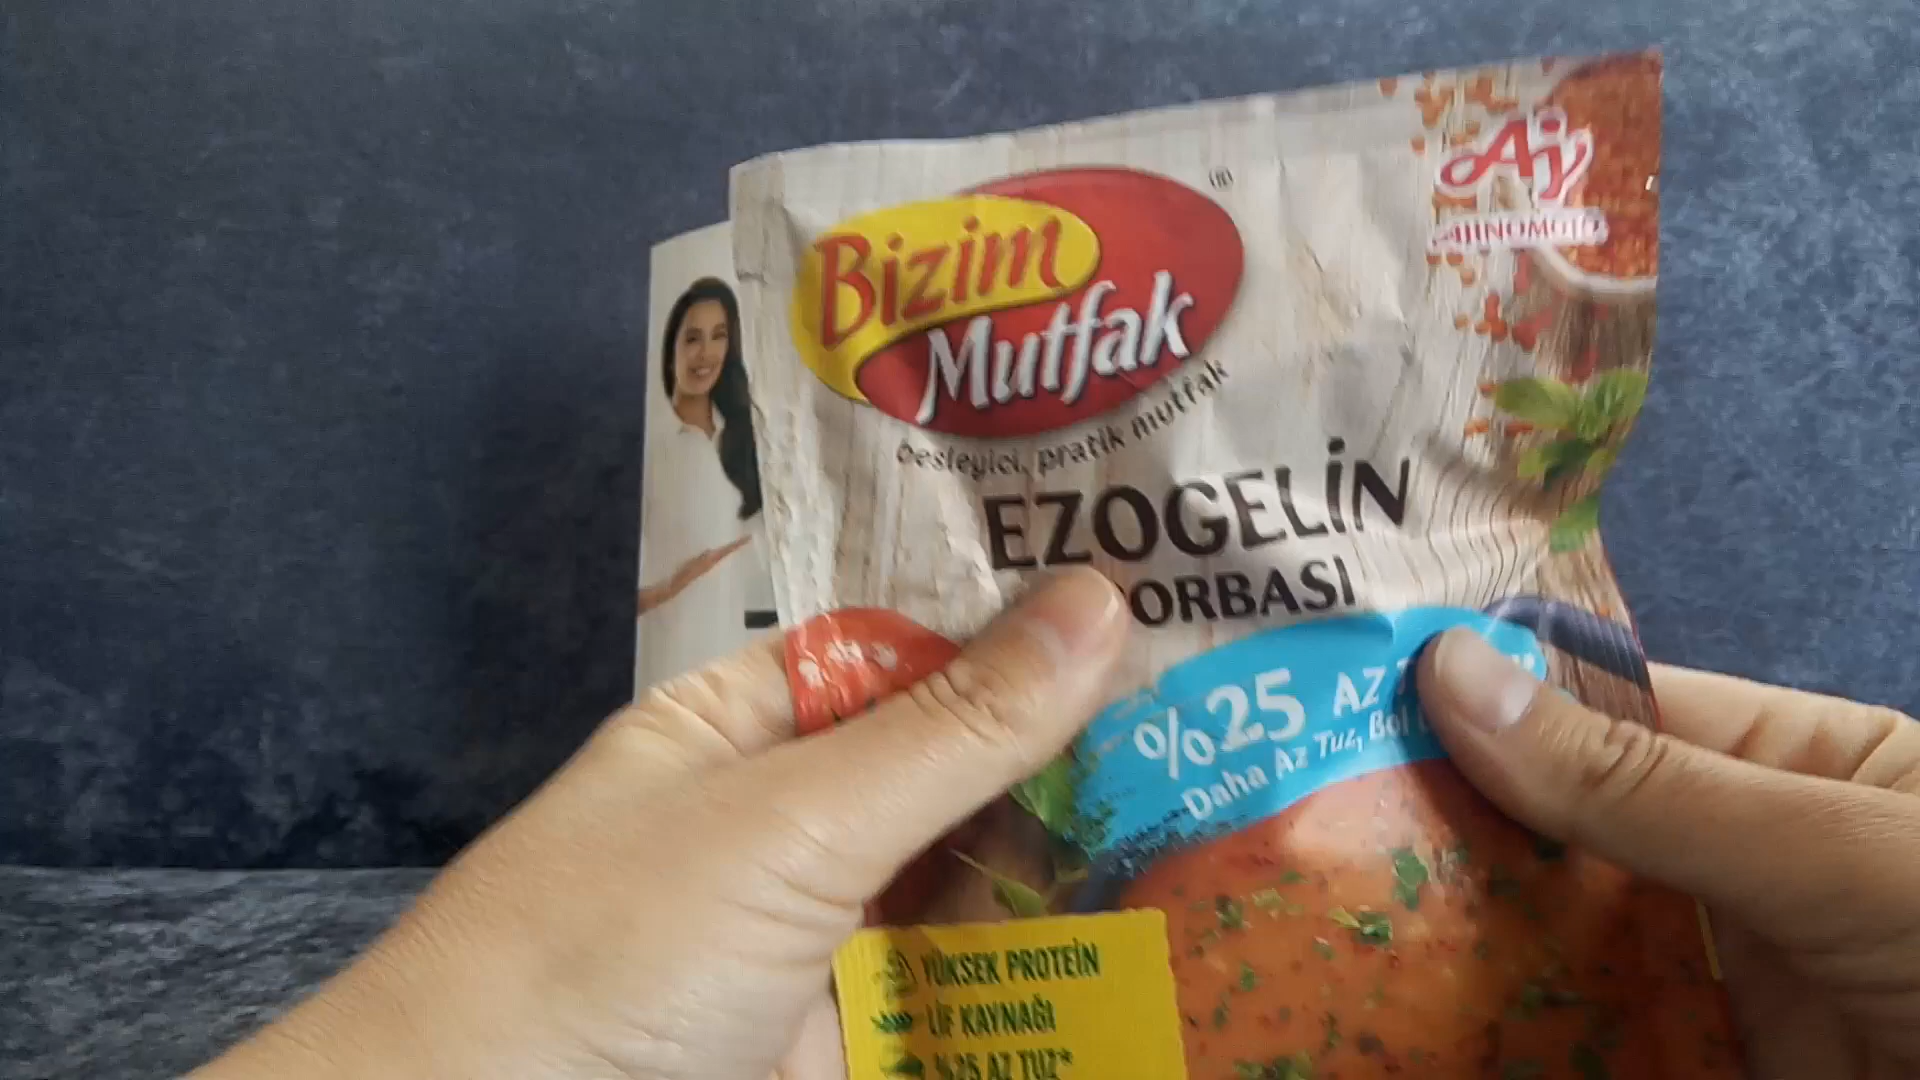 Bizim
Mutfak
®
besleyici, pratik mutfak
Aj
AJINOMOTO
EZOGELİN
ORBASI
%25 AZ
Daha Az Tuz, Bol
YÜKSEK PROTEİN
LİF KAYNAĞI
%25 AZ TUZ*